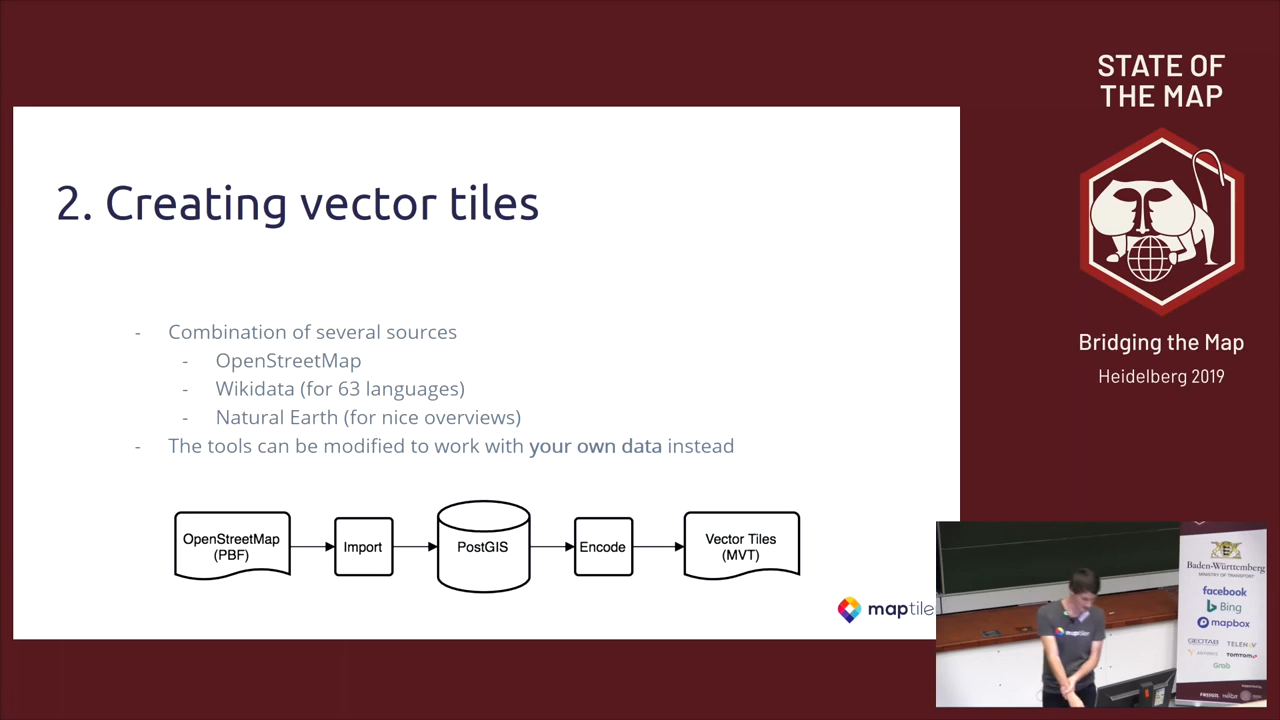 STATE OF
THE MAP
Bridging the Map
Heidelberg 2019
2. Creating vector tiles
- Combination of several sources
- OpenStreetMap
- Wikidata (for 63 languages)
- Natural Earth (for nice overviews)
- The tools can be modified to work with your own data instead
OpenStreetMap
(PBF)
Import
PostGIS
Encode
Vector Tiles
(MVT)
maptile
maptiler
Baden-Württemberg
MINISTRY OF TRANSPORT
facebook
Bing
mapbox
GEOTAB TELENAV
TOMTOM
Grab